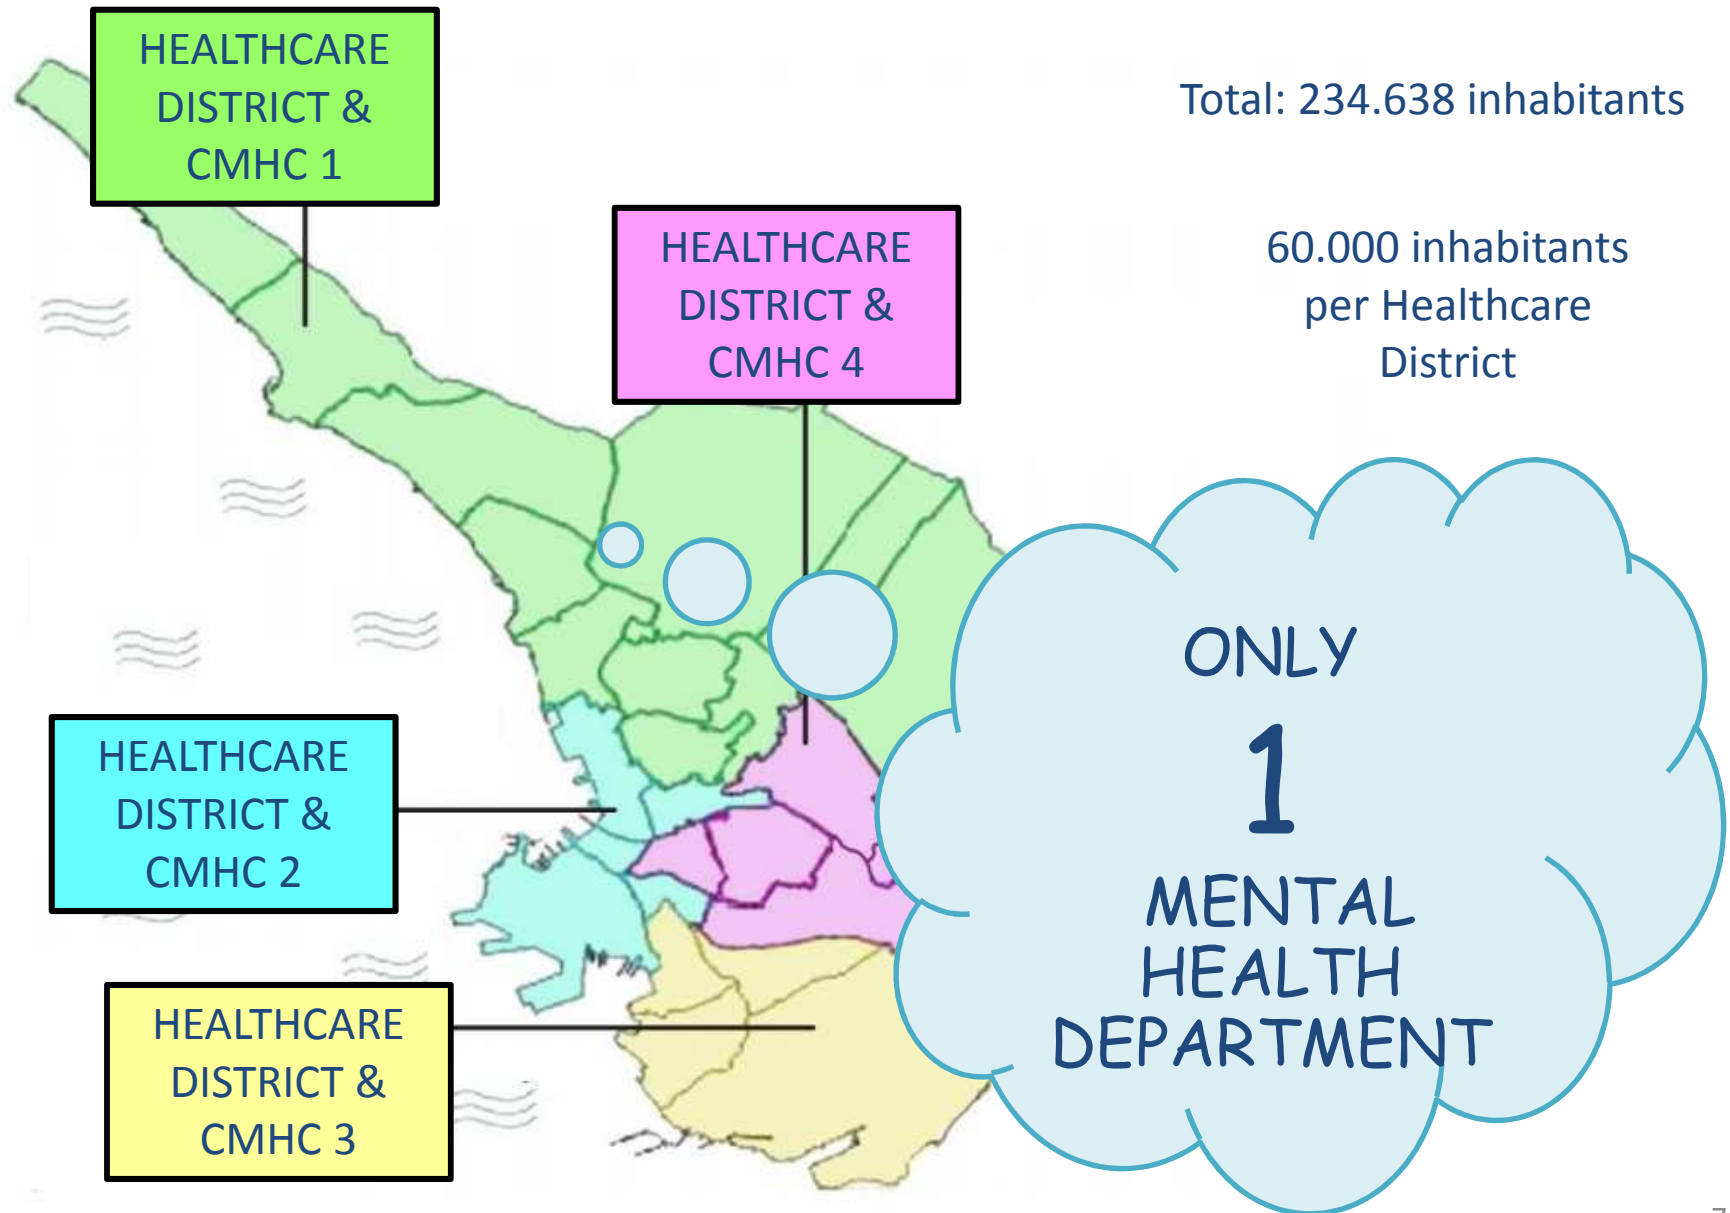 HEALTHCARE
DISTRICT &
CMHC 1
Total: 234.638 inhabitants
HEALTHCARE
DISTRICT &
CMHC 4
60.000 inhabitants
per Healthcare
District
ONLY
1
MENTAL
HEALTH
DEPARTMENT
HEALTHCARE
DISTRICT &
CMHC 2
HEALTHCARE
DISTRICT &
CMHC 3
7